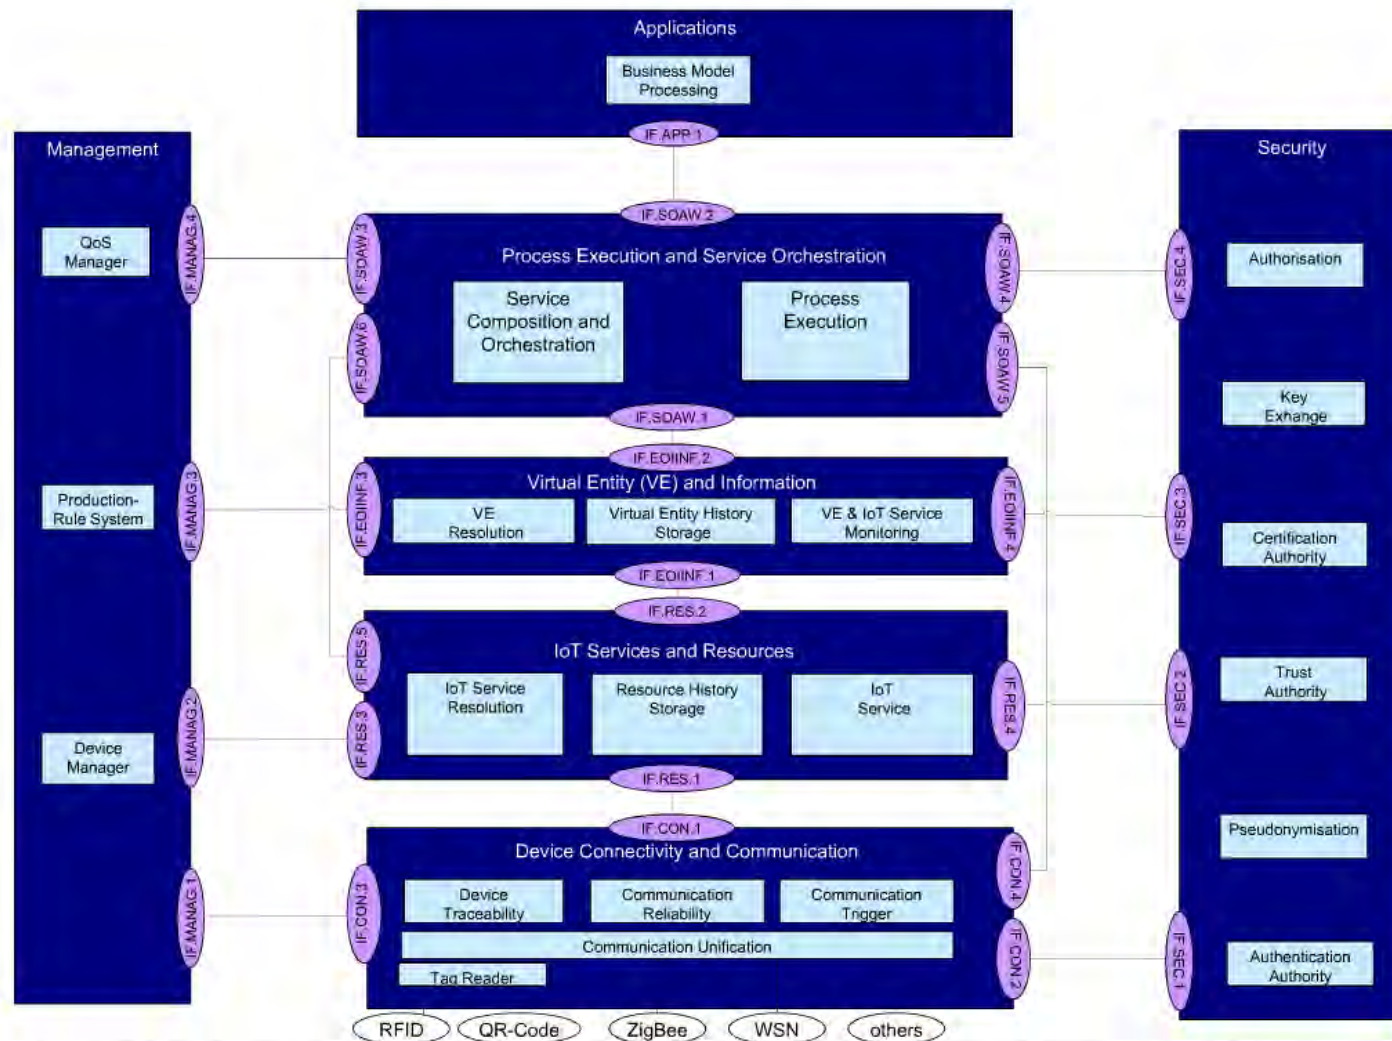 Applications
Business Model
Processing
IF.APP.1
Management
QoS
Manager
Production-
Rule System
Device
Manager
IF.MANAG.4
IF.MANAG.3
IF.MANAG.2
IF.MANAG.1
IF.SOAW.2
IF.SOAW.3
IF.SOAW.6
Process Execution and Service Orchestration
Service
Composition and
Orchestration
Process
Execution
IF.SOAW.4
IF.SOAW.5
IF.SOAW.1
IF.EOIINF.2
IF.EOIINF.3
Virtual Entity (VE) and Information
VE
Resolution
Virtual Entity History
Storage
VE & IoT Service
Monitoring
IF.EOIINF.4
IF.EOIINF.1
IF.RES.2
IF.RES.5
IF.RES.3
IoT Services and Resources
IoT Service
Resolution
Resource History
Storage
IoT
Service
IF.RES.4
IF.RES.1
IF.CON.1
IF.CON.3
Device Connectivity and Communication
Device
Traceability
Communication
Reliability
Communication
Trigger
Communication Unification
Tag Reader
IF.CON.4
IF.CON.2
RFID
QR-Code
ZigBee
WSN
others
Security
IF.SEC.4
IF.SEC.3
IF.SEC.2
IF.SEC.1
Authorisation
Key
Exhange
Certification
Authority
Trust
Authority
Pseudonymisation
Authentication
Authority